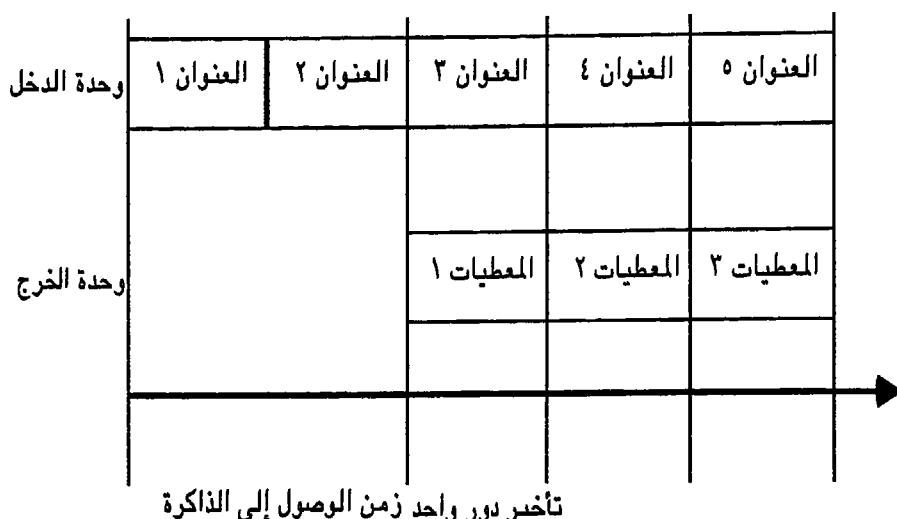 وحدة الدخل العنوان ١ العنوان ٢ العنوان ٣ العنوان ٤ العنوان ٥
وحدة الخرج المعطيات ١ المعطيات ٢ المعطيات ٣
تأخير دور واحد زمن الوصول إلى الذاكرة